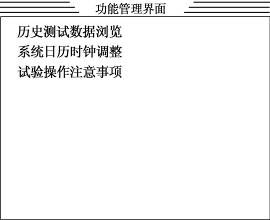 功能管理界面
历史测试数据浏览
系统日历时钟调整
试验操作注意事项